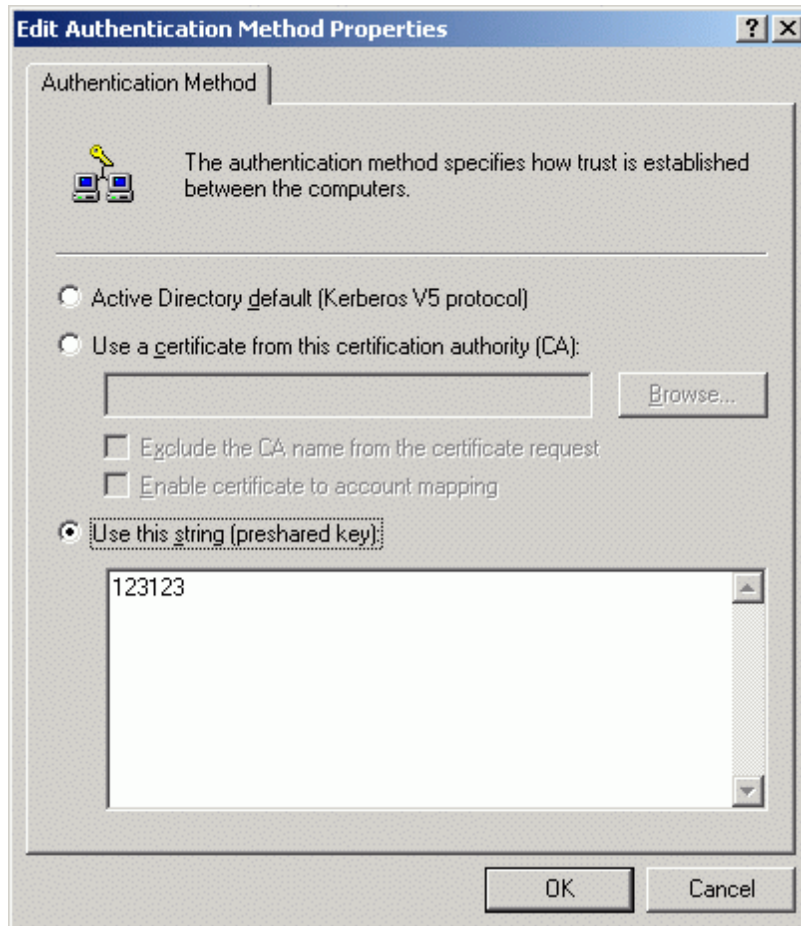 Edit Authentication Method Properties
Authentication Method
The authentication method specifies how trust is established
between the computers.
Active Directory default (Kerberos V5 protocol)
Use a certificate from this certification authority (CA):
Browse...
Exclude the CA name from the certificate request
Enable certificate to account mapping
Use this string (preshared key):
123123
OK Cancel